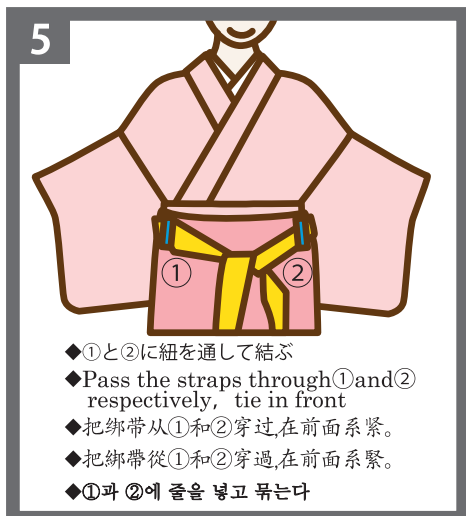 5
①
②
◆①と②に紐を通して結ぶ
◆Pass the straps through①and②
respectively, tie in front
◆把绑带从①和②穿过,在前面系紧。
◆把綁帶從①和②穿過,在前面系緊。
◆①과 ②에 줄을 넣고 묶는다